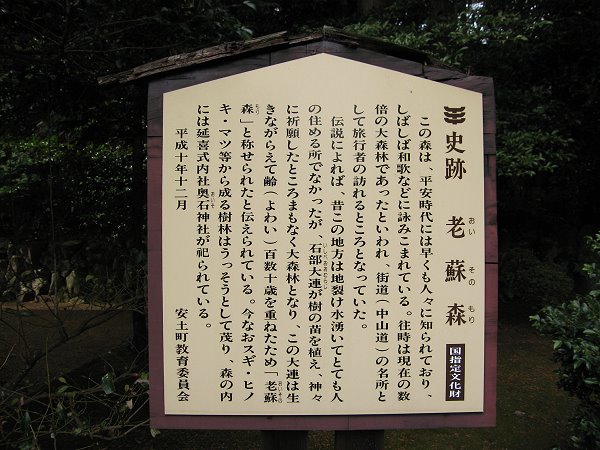 史跡 老蘇森
おい その もり
国指定文化財
この森は、平安時代には早くも人々に知られており、
しばしば和歌などに詠みこまれている。往時は現在の数
倍の大森林であったといわれ、街道(中山道)の名所と
して旅行者の訪れるところとなっていた。
伝説によれば、昔この地方は地裂け水湧いてとても人
の住める所でなかったが、石部大連が樹の苗を植え、神々
に祈願したところまもなく大森林となり、この大連は生
きながらえて齢(よわい)百数十歳を重ねたため「老蘇
森」と称せられたと伝えられている。今なおスギ・ヒノ
キ・マツ等から成る樹林はうっそうとして茂り、森の内
には延喜式内社奥石神社が祀られている。
平成十年十二月
安土町教育委員会